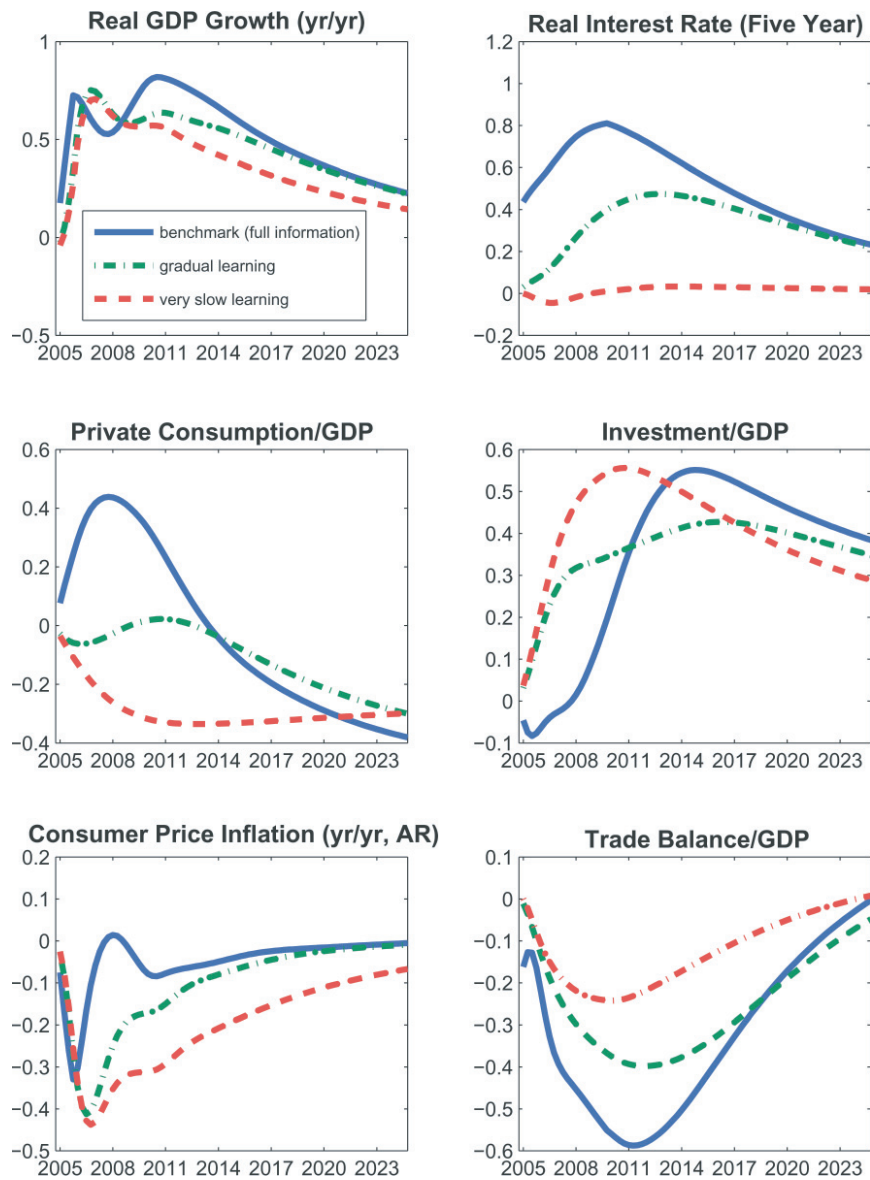 Real GDP Growth (yr/yr)
1
0.5
0
−0.5
2005 2008 2011 2014 2017 2020 2023
benchmark (full information)
gradual learning
very slow learning
Real Interest Rate (Five Year)
1.2
1
0.8
0.6
0.4
0.2
0
−0.2
2005 2008 2011 2014 2017 2020 2023
Private Consumption/GDP
0.6
0.4
0.2
0
−0.2
−0.4
2005 2008 2011 2014 2017 2020 2023
Investment/GDP
0.6
0.5
0.4
0.3
0.2
0.1
0
−0.1
2005 2008 2011 2014 2017 2020 2023
Consumer Price Inflation (yr/yr, AR)
0.2
0.1
0
−0.1
−0.2
−0.3
−0.4
−0.5
2005 2008 2011 2014 2017 2020 2023
Trade Balance/GDP
0.1
0
−0.1
−0.2
−0.3
−0.4
−0.5
−0.6
2005 2008 2011 2014 2017 2020 2023